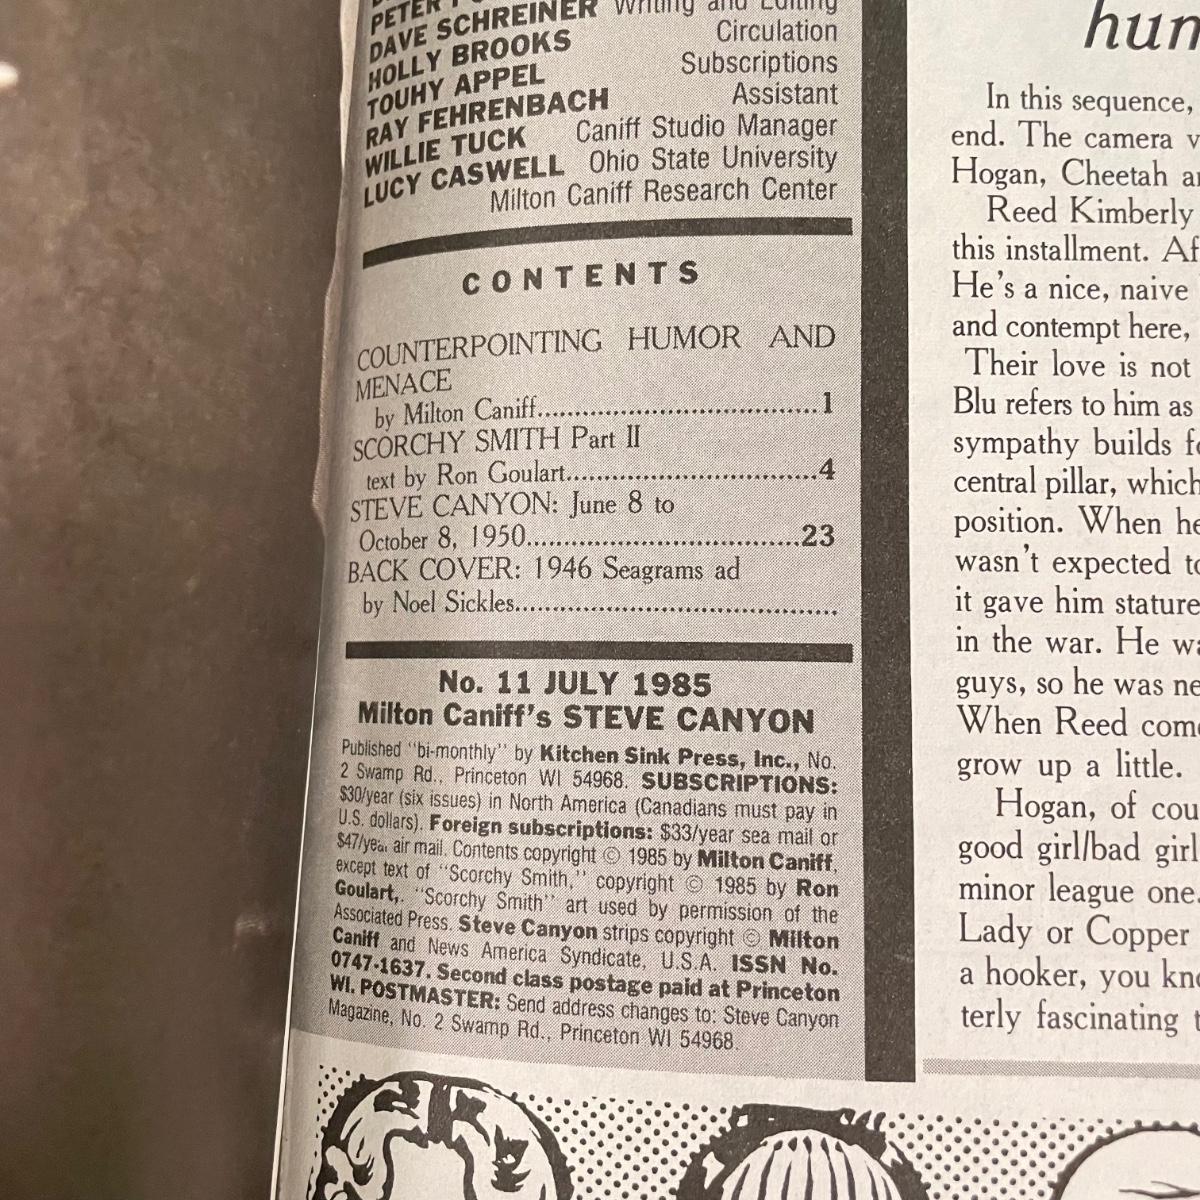 PETER
DAVE SCHREINER Writing and Editing
HOLLY BROOKS Circulation
TOUHY APPEL Subscriptions
RAY FEHRENBACH Assistant
WILLIE TUCK Caniff Studio Manager
LUCY CASWELL Ohio State University
Milton Caniff Research Center
CONTENTS
COUNTERPOINTING HUMOR AND
MENACE
by Milton Caniff..........................................1
SCORCHY SMITH Part II
text by Ron Goulart.....................................4
STEVE CANYON: June 8 to
October 8, 1950........................................23
BACK COVER: 1946 Seagrams ad
by Noel Sickles...............................................
No. 11 JULY 1985
Milton Caniff's STEVE CANYON
Published "bi-monthly" by Kitchen Sink Press, Inc., No.
2 Swamp Rd., Princeton WI 54968. SUBSCRIPTIONS:
$30/year (six issues) in North America (Canadians must pay in
U.S. dollars). Foreign subscriptions: $33/year sea mail or
$47/year air mail. Contents copyright © 1985 by Milton Caniff,
except text of "Scorchy Smith," copyright © 1985 by Ron
Goulart,. "Scorchy Smith" art used by permission of the
Associated Press. Steve Canyon strips copyright © Milton
Caniff and News America Syndicate, U.S.A. ISSN No.
0747-1637. Second class postage paid at Princeton
WI. POSTMASTER: Send address changes to: Steve Canyon
Magazine, No. 2 Swamp Rd., Princeton WI 54968.
hum
In this sequence,
end. The camera v
Hogan, Cheetah an
Reed Kimberly
this installment. Af
He's a nice, naive
and contempt here,
Their love is not
Blu refers to him as
sympathy builds fo
central pillar, which
position. When he
wasn't expected to
it gave him stature
in the war. He wa
guys, so he was ne
When Reed come
grow up a little.
Hogan, of cou
good girl/bad girl
minor league one.
Lady or Copper
a hooker, you kno
terly fascinating t